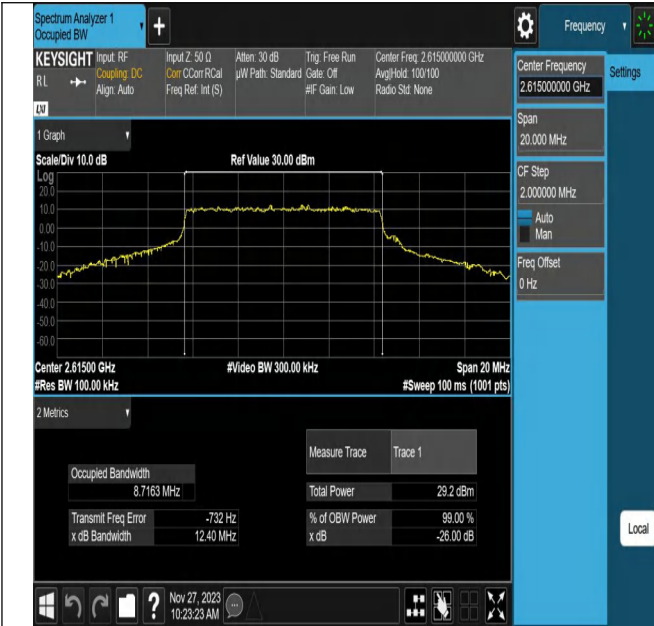 Spectrum Analyzer 1
Occupied BW
+
Frequency
KEYSIGHT
RL
LXI
Input: RF
Coupling: DC
Align: Auto
Input Z: 50 Ω
Corr CCorr RCal
Freq Ref: Int (S)
Atten: 30 dB
µW Path: Standard
Trig: Free Run
Gate: Off
#IF Gain: Low
Center Freq: 2.615000000 GHz
Avg|Hold: 100/100
Radio Std: None
Center Frequency
2.615000000 GHz
Settings
Span
20.000 MHz
CF Step
2.000000 MHz
Auto
Man
Freq Offset
0 Hz
Local
1 Graph
Scale/Div 10.0 dB
Ref Value 30.00 dBm
Log
20.0
10.0
0.00
-10.0
-20.0
-30.0
-40.0
-50.0
-60.0
Center 2.61500 GHz
#Video BW 300.00 kHz
Span 20 MHz
#Res BW 100.00 kHz
#Sweep 100 ms (1001 pts)
2 Metrics
Measure Trace
Trace 1
Occupied Bandwidth
8.7163 MHz
Total Power
29.2 dBm
Transmit Freq Error
-732 Hz
% of OBW Power
99.00 %
x dB Bandwidth
12.40 MHz
x dB
-26.00 dB
?
Nov 27, 2023
10:23:23 AM